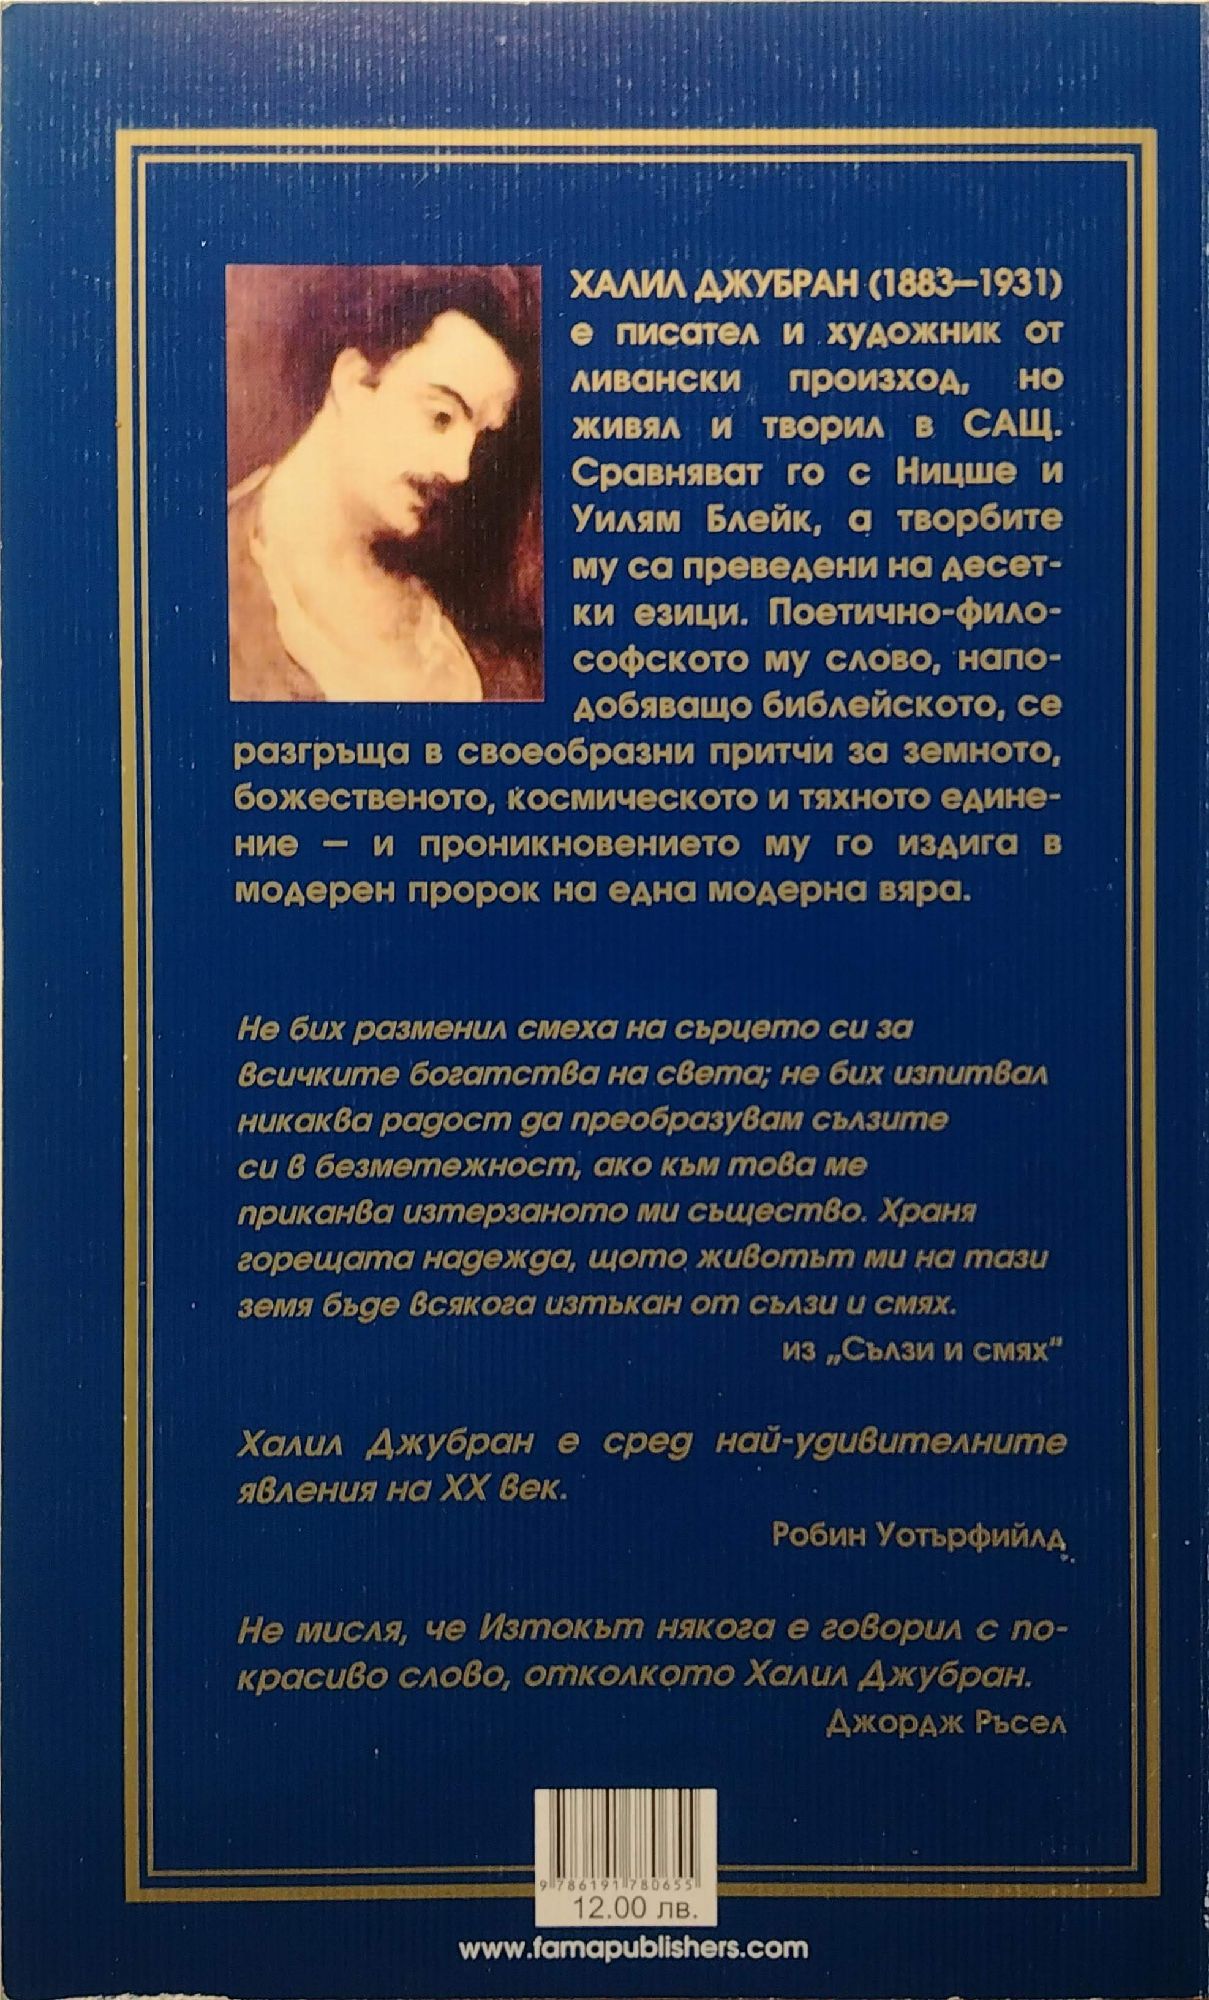 ХАЛИЛ ДЖУБРАН (1883–1931)
е писател и художник от
ливански произход, но
живял и творил в САЩ.
Сравняват го с Ницше и
Уилям Блейк, а творбите
му са преведени на десет-
ки езици. Поетично-фило-
софското му слово, напо-
добяващо библейското, се
разгръща в своеобразни притчи за земното,
божественото, космическото и тяхното едине-
ние – и проникновението му го издига в
модерен пророк на една модерна вяра.
Не бих разменил смеха на сърцето си за
всичките богатства на света; не бих изпитвал
никаква радост да преобразувам сълзите
си в безметежност, ако към това ме
приканва изтерзаното ми същество. Храня
горещата надежда, щото животът ми на тази
земя бъде всякога изтъкан от сълзи и смях.
из „Сълзи и смях"
Халил Джубран е сред най-удивителните
явления на XX век.
Робин Уотърфийлд
Не мисля, че Изтокът някога е говорил с по-
красиво слово, отколкото Халил Джубран.
Джордж Ръсел
9 786191 780655
12.00 лв.
www.famapublishers.com